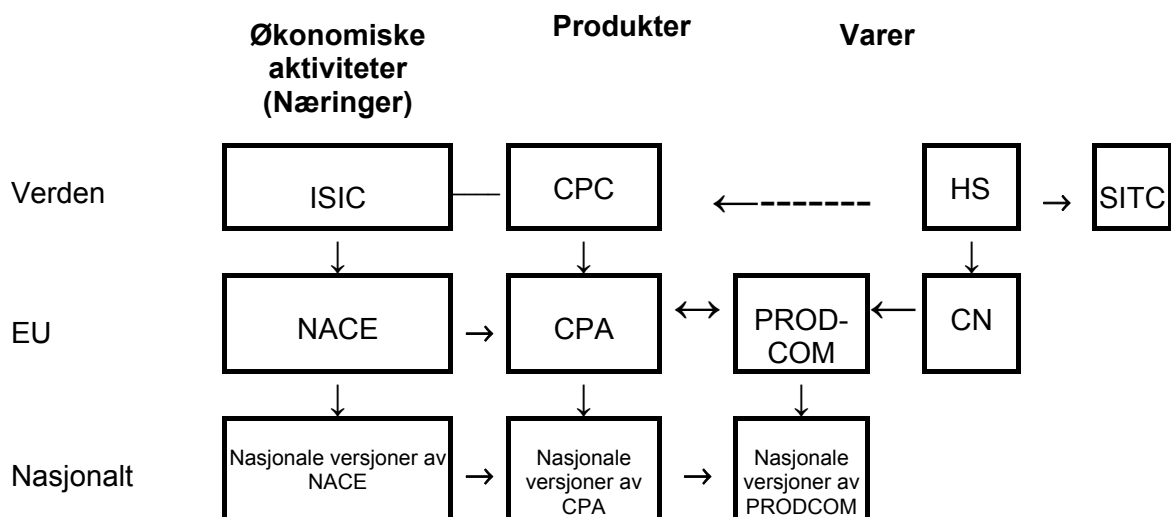 Økonomiske
aktiviteter
(Næringer)
Produkter
Varer
Verden
ISIC
CPC
HS
SITC
EU
NACE
CPA
PROD-
COM
CN
Nasjonalt
Nasjonale versjoner av
NACE
Nasjonale
versjoner av
CPA
Nasjonale
versjoner av
PRODCOM